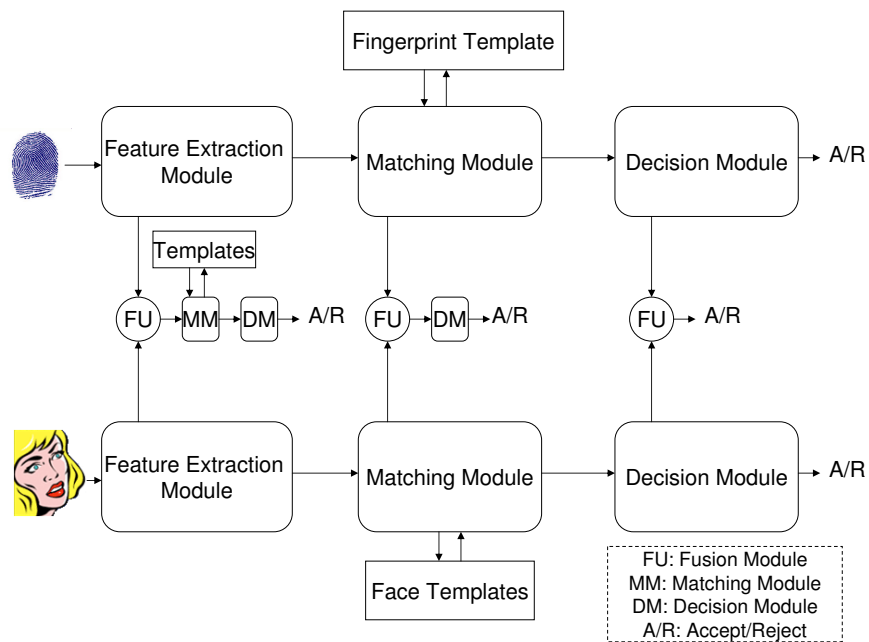 Fingerprint Template
Feature Extraction
Module
Matching Module
Decision Module
A/R
Templates
FU
MM
DM
A/R
FU
DM
A/R
FU
A/R
Feature Extraction
Module
Matching Module
Decision Module
A/R
Face Templates
FU: Fusion Module
MM: Matching Module
DM: Decision Module
A/R: Accept/Reject